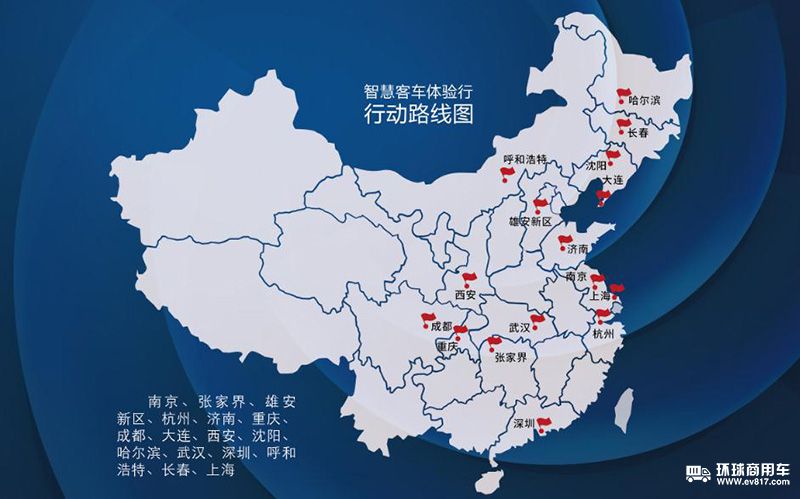 智慧客车体验行
行动路线图
哈尔滨
长春
沈阳
呼和浩特
大连
雄安新区
济南
南京
上海
西安
武汉
成都
杭州
重庆
张家界
深圳
南京、张家界、雄安
新区、杭州、济南、重庆、
成都、大连、西安、沈阳、
哈尔滨、武汉、深圳、呼和
浩特、长春、上海
环球商用车
www.ev817.com